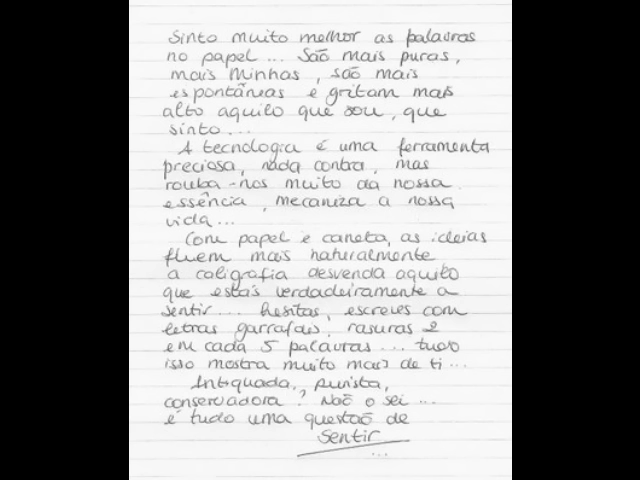 Sinto muito melhor as palavras
no papel... São mais puras,
mais minhas, são mais
espontâneas e gritam mais
alto aquilo que sou, que
sinto...
A tecnologia é uma ferramenta
preciosa, nada contra, mas
rouba-nos muito da nossa
essência, mecaniza a nossa
vida...
Com papel e caneta, as ideias
fluem mais naturalmente
a caligrafia desvenda aquilo
que estás verdadeiramente a
sentir... hesitas, escreves com
letras garrafais, rasuras 2
em cada 5 palavras... tudo
isso mostra muito mais de ti...
Antiquada, purista,
conservadora? Não o sei...
é tudo uma questão de
sentir
...